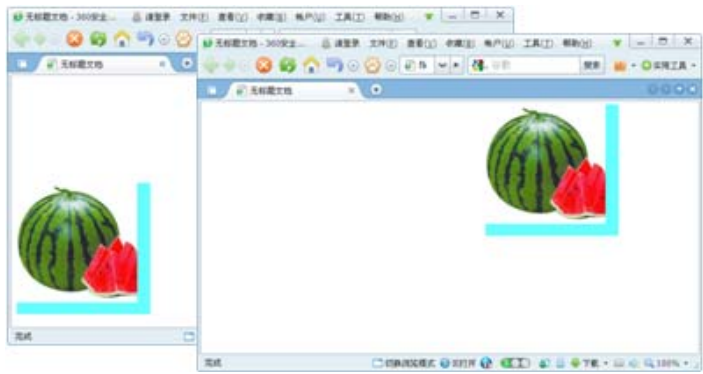 无标题文档 - 360安全... 请登录 文件(F) 查看(V) 收藏(B) 帐户(U) 工具(T) 帮助(H)
无标题文档
完成
无标题文档 - 360安... 请登录 文件(F) 查看(V) 收藏(B) 帐户(U) 工具(T) 帮助(H)
搜索 实用工具
无标题文档
完成 切换浏览模式 下载 100%